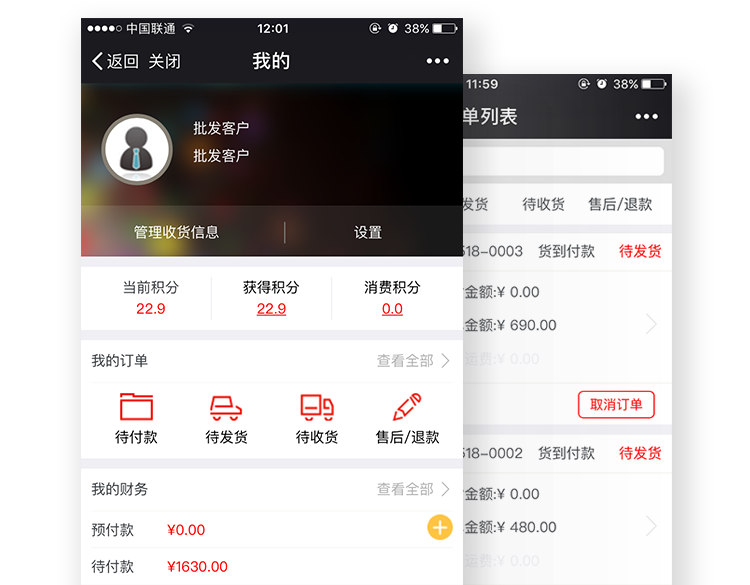 中国联通 12:01 38%
返回 关闭 我的
批发客户
批发客户
管理收货信息 设置
当前积分 获得积分 消费积分
22.9 22.9 0.0
我的订单 查看全部
待付款 待发货 待收货 售后/退款
我的财务 查看全部
预付款 ¥0.00
待付款 ¥1630.00
11:59 38%
单列表
发货 待收货 售后/退款
518-0003 货到付款 待发货
金额:¥ 0.00
金额:¥ 690.00
运费:¥ 0.00
取消订单
518-0002 货到付款 待发货
金额:¥ 0.00
金额:¥ 480.00
运费:¥ 0.00